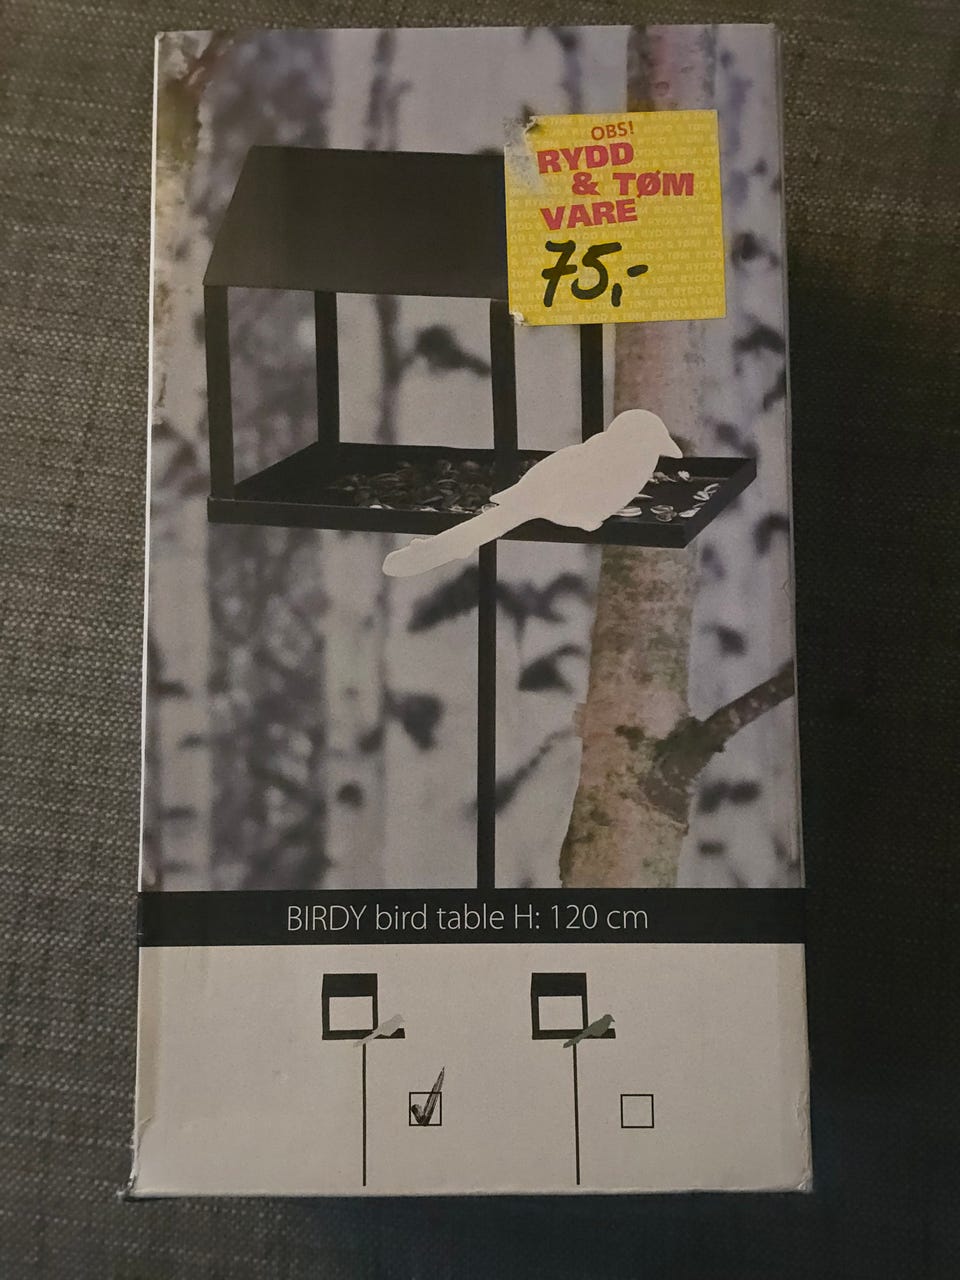 OBS!
RYDD
& TØM
VARE
75,-
BIRDY bird table H: 120 cm